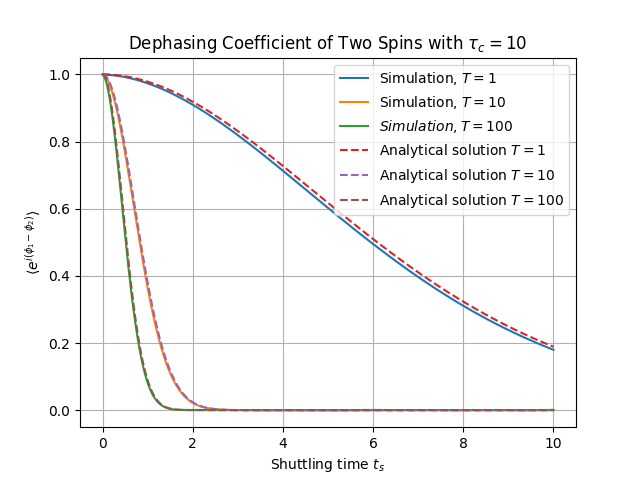 Dephasing Coefficient of Two Spins with τ_c = 10
1.0
0.8
0.6
0.4
0.2
0.0
⟨e^{i(ϕ₁ − ϕ₂)}⟩
Simulation, T = 1
Simulation, T = 10
Simulation, T = 100
Analytical solution T = 1
Analytical solution T = 10
Analytical solution T = 100
0 2 4 6 8 10
Shuttling time t_s